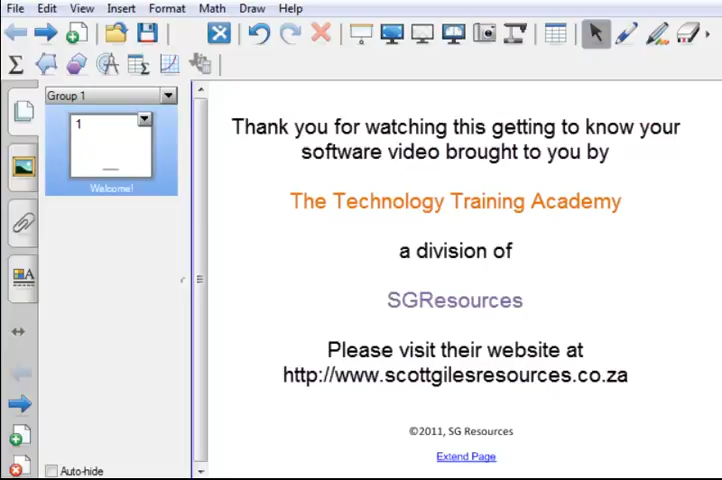 File Edit View Insert Format Math Draw Help
Group 1
1
Welcome!
Thank you for watching this getting to know your
software video brought to you by
The Technology Training Academy
a division of
SGResources
Please visit their website at
http://www.scottgilesresources.co.za
©2011, SG Resources
Extend Page
Auto-hide